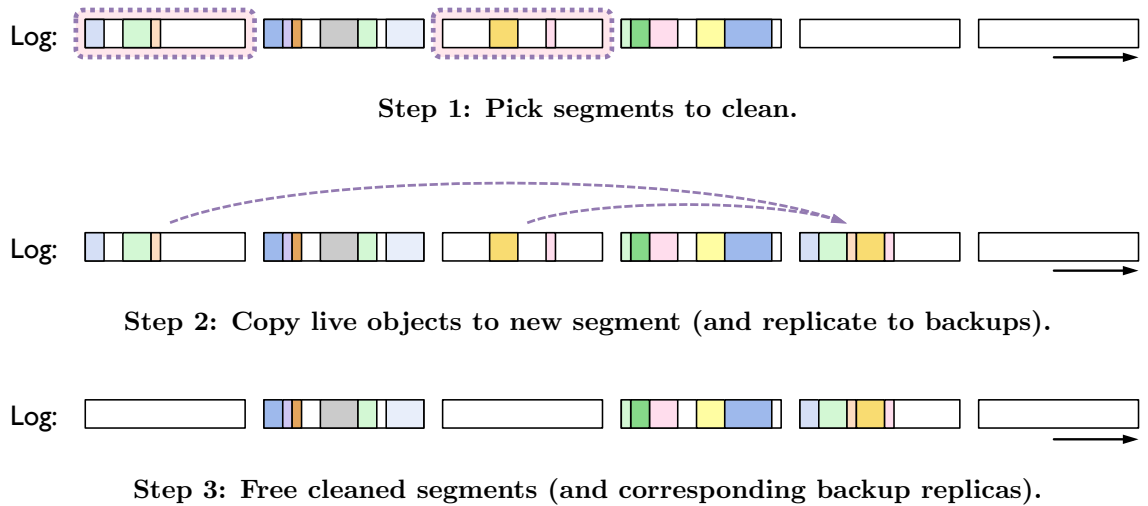 Log:
Step 1: Pick segments to clean.
Log:
Step 2: Copy live objects to new segment (and replicate to backups).
Log:
Step 3: Free cleaned segments (and corresponding backup replicas).